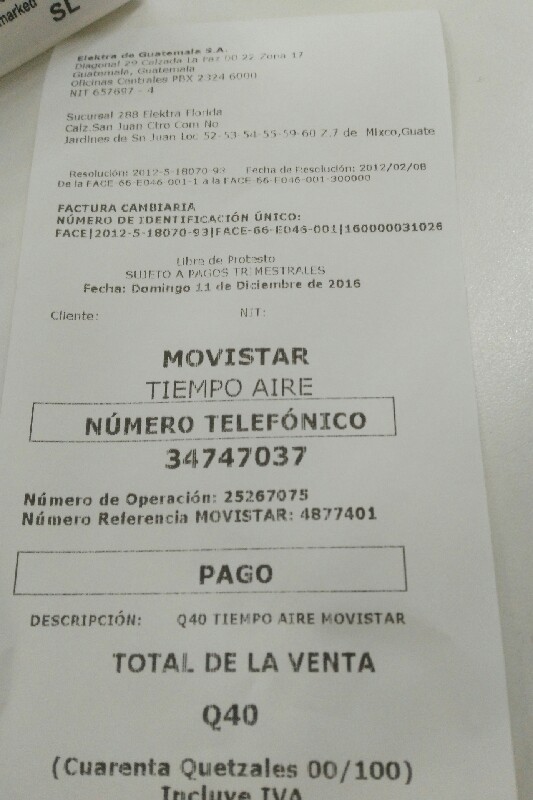 marked
SL
Elektra de Guatemala S.A.
Diagonal 29 Calzada La Paz 00-22 Zona 17
Guatemala, Guatemala
Oficinas Centrales PBX 2324 6000
NIT 657687 - 4
Sucursal 288 Elektra Florida
Calz.San Juan Ctro Com No
Jardines de Sn Juan Loc 52-53-54-55-59-60 Z.7 de Mixco,Guate
Resolución: 2012-5-18070-93 Fecha de Resolución: 2012/02/08
De la FACE-66-E046-001-1 a la FACE-66-E046-001-300000
FACTURA CAMBIARIA
NÚMERO DE IDENTIFICACIÓN ÚNICO:
FACE|2012-5-18070-93|FACE-66-E046-001|160000031026
Libre de Protesto
SUJETO A PAGOS TRIMESTRALES
Fecha: Domingo 11 de Diciembre de 2016
Cliente: NIT:
MOVISTAR
TIEMPO AIRE
NÚMERO TELEFÓNICO
34747037
Número de Operación: 25267075
Número Referencia MOVISTAR: 4877401
PAGO
DESCRIPCIÓN: Q40 TIEMPO AIRE MOVISTAR
TOTAL DE LA VENTA
Q40
(Cuarenta Quetzales 00/100)
Incluye IVA